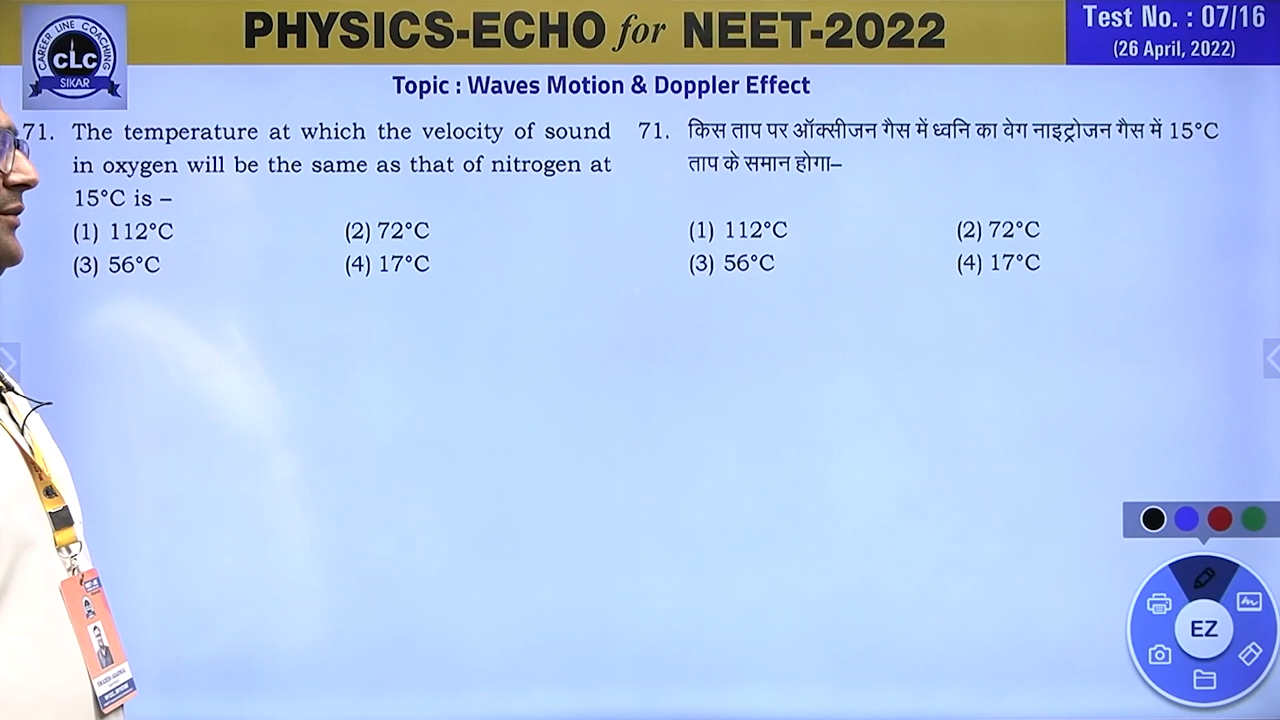 PHYSICS-ECHO for NEET-2022
Test No. : 07/16
(26 April, 2022)
CAREER LINE COACHING
CLC
SIKAR
Topic : Waves Motion & Doppler Effect
71. The temperature at which the velocity of sound
in oxygen will be the same as that of nitrogen at
15°C is –
(1) 112°C (2) 72°C
(3) 56°C (4) 17°C
71. किस ताप पर ऑक्सीजन गैस में ध्वनि का वेग नाइट्रोजन गैस में 15°C
ताप के समान होगा–
(1) 112°C (2) 72°C
(3) 56°C (4) 17°C
EZ